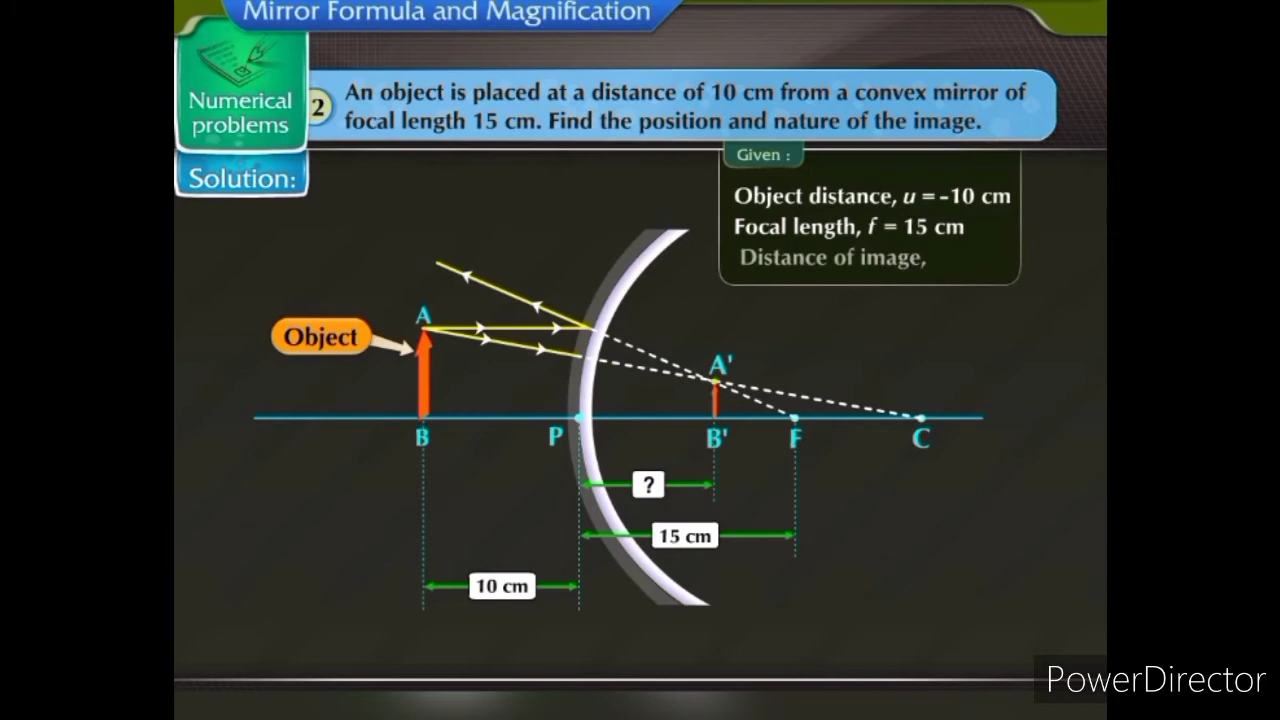 Mirror Formula and Magnification
Numerical
problems
2
An object is placed at a distance of 10 cm from a convex mirror of
focal length 15 cm. Find the position and nature of the image.
Solution:
Given :
Object distance, u = -10 cm
Focal length, f = 15 cm
Distance of image,
A
Object
A'
B
P
B'
F
C
?
15 cm
10 cm
PowerDirector